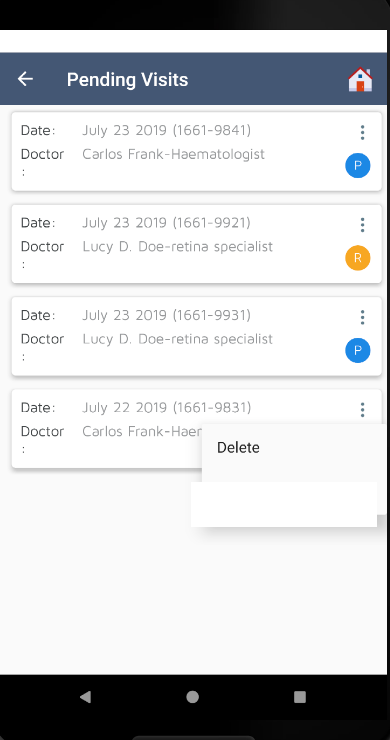 Pending Visits
Date: July 23 2019 (1661-9841)
Doctor Carlos Frank-Haematologist
:
P
Date: July 23 2019 (1661-9921)
Doctor Lucy D. Doe-retina specialist
:
R
Date: July 23 2019 (1661-9931)
Doctor Lucy D. Doe-retina specialist
:
P
Date: July 22 2019 (1661-9831)
Doctor Carlos Frank-Haer
:
Delete